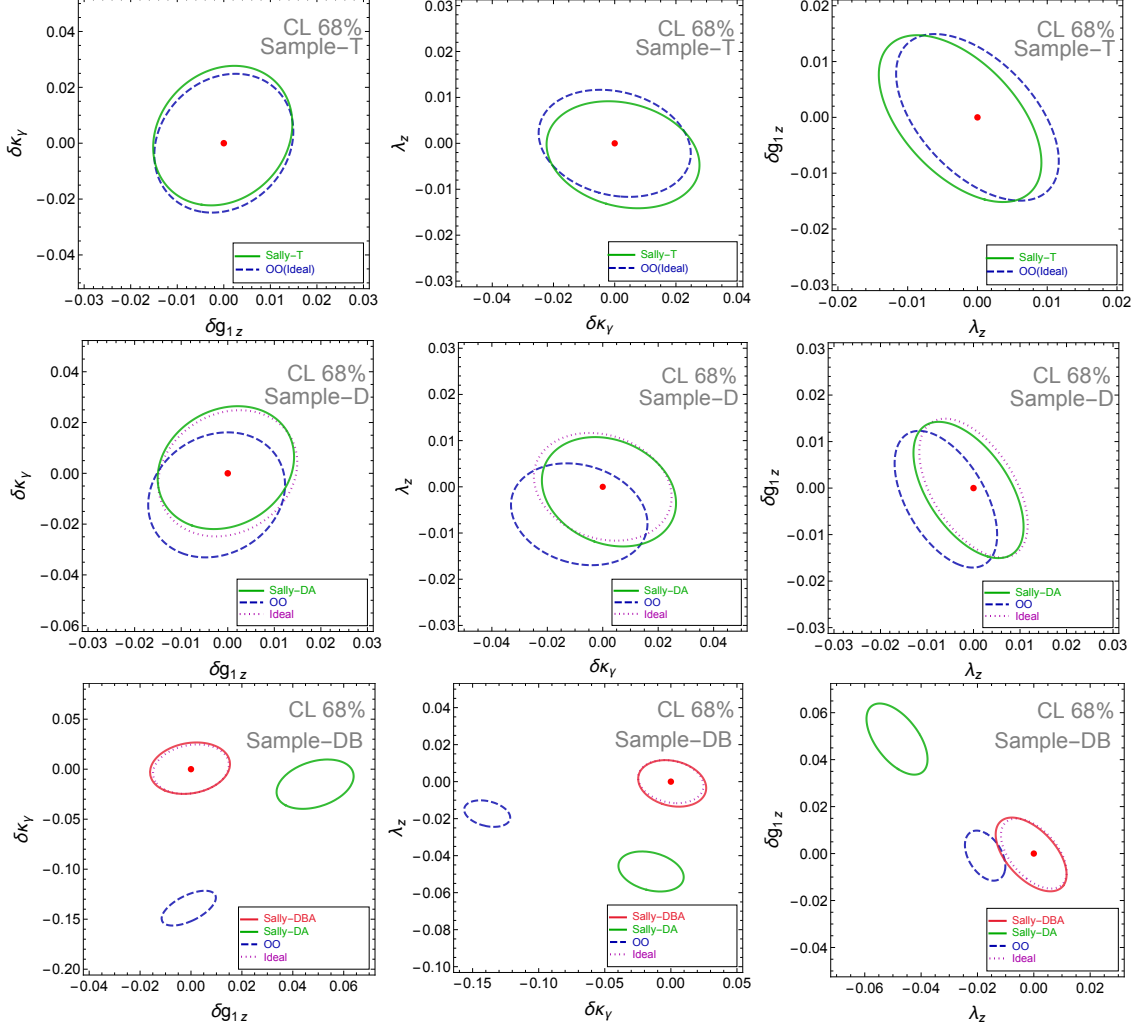 CL 68%
Sample-T
0.04
0.02
0.00
-0.02
-0.04
δκγ
Sally-T
OO(Ideal)
-0.03 -0.02 -0.01 0.00 0.01 0.02 0.03
δg1z
CL 68%
Sample-T
0.03
0.02
0.01
0.00
-0.01
-0.02
-0.03
λz
Sally-T
OO(Ideal)
-0.04 -0.02 0.00 0.02 0.04
δκγ
CL 68%
Sample-T
0.03
0.02
0.01
0.00
-0.01
-0.02
-0.03
δg1z
Sally-T
OO(Ideal)
-0.02 -0.01 0.00 0.01 0.02
λz
CL 68%
Sample-D
0.04
0.02
0.00
-0.02
-0.04
-0.06
δκγ
Sally-DA
OO
Ideal
-0.03 -0.02 -0.01 0.00 0.01 0.02 0.03
δg1z
CL 68%
Sample-D
0.03
0.02
0.01
0.00
-0.01
-0.02
-0.03
λz
Sally-DA
OO
Ideal
-0.04 -0.02 0.00 0.02 0.04
δκγ
CL 68%
Sample-D
0.03
0.02
0.01
0.00
-0.01
-0.02
-0.03
δg1z
Sally-DA
OO
Ideal
-0.03 -0.02 -0.01 0.00 0.01 0.02 0.03
λz
CL 68%
Sample-DB
0.05
0.00
-0.05
-0.10
-0.15
-0.20
δκγ
Sally-DBA
Sally-DA
OO
Ideal
-0.04 -0.02 0.00 0.02 0.04 0.06
δg1z
CL 68%
Sample-DB
0.04
0.02
0.00
-0.02
-0.04
-0.06
-0.08
-0.10
λz
Sally-DBA
Sally-DA
OO
Ideal
-0.15 -0.10 -0.05 0.00 0.05
δκγ
CL 68%
Sample-DB
0.06
0.04
0.02
0.00
-0.02
-0.04
δg1z
Sally-DBA
Sally-DA
OO
Ideal
-0.06 -0.04 -0.02 0.00 0.02
λz